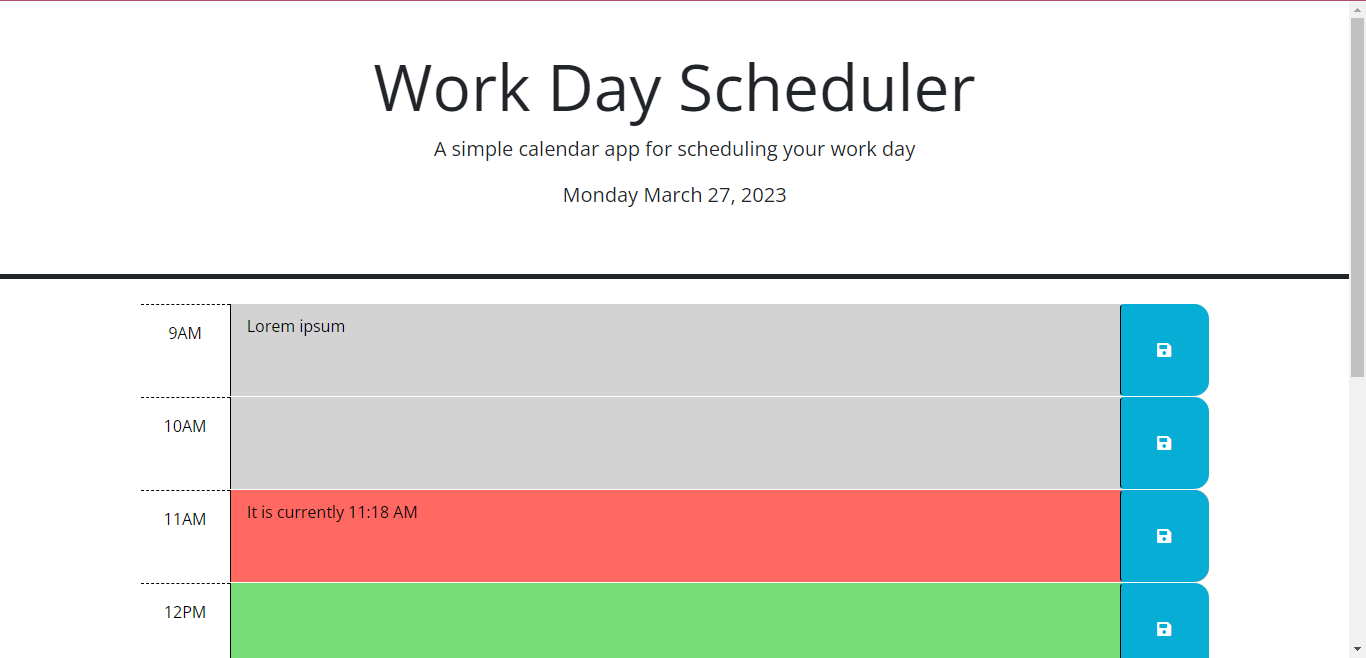 Work Day Scheduler
A simple calendar app for scheduling your work day
Monday March 27, 2023
9AM
Lorem ipsum
10AM
11AM
It is currently 11:18 AM
12PM